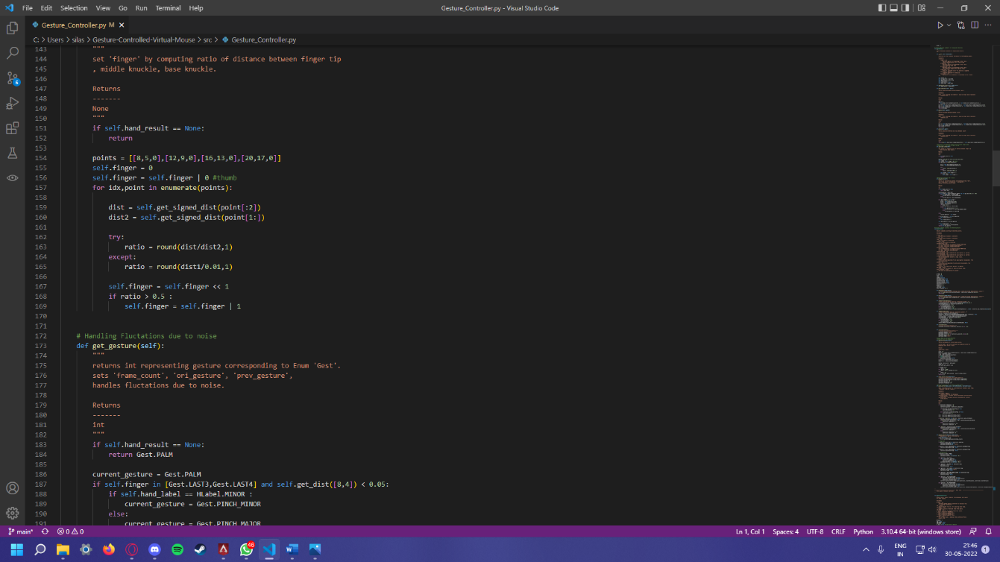 File Edit Selection View Go Run Terminal Help
Gesture_Controller.py - Visual Studio Code
Gesture_Controller.py M
C: > Users > silas > Gesture-Controlled-Virtual-Mouse > src > Gesture_Controller.py
143 """
144 set 'finger' by computing ratio of distance between finger tip
145 , middle knuckle, base knuckle.
146
147 Returns
148 -------
149 None
150 """
151 if self.hand_result == None:
152 return
153
154 points = [[8,5,0],[12,9,0],[16,13,0],[20,17,0]]
155 self.finger = 0
156 self.finger = self.finger | 0 #thumb
157 for idx,point in enumerate(points):
158
159 dist = self.get_signed_dist(point[:2])
160 dist2 = self.get_signed_dist(point[1:])
161
162 try:
163 ratio = round(dist/dist2,1)
164 except:
165 ratio = round(dist1/0.01,1)
166
167 self.finger = self.finger << 1
168 if ratio > 0.5 :
169 self.finger = self.finger | 1
170
171
172 # Handling Fluctations due to noise
173 def get_gesture(self):
174 """
175 returns int representing gesture corresponding to Enum 'Gest'.
176 sets 'frame_count', 'ori_gesture', 'prev_gesture',
177 handles fluctations due to noise.
178
179 Returns
180 -------
181 int
182 """
183 if self.hand_result == None:
184 return Gest.PALM
185
186 current_gesture = Gest.PALM
187 if self.finger in [Gest.LAST3,Gest.LAST4] and self.get_dist([8,4]) < 0.05:
188 if self.hand_label == HLabel.MINOR :
189 current_gesture = Gest.PINCH_MINOR
190 else:
191 current_gesture = Gest.PINCH_MAJOR
6
main* 0 0
Ln 1, Col 1 Spaces: 4 UTF-8 CRLF Python 3.10.4 64-bit (windows store)
46
ENG
IN
21:46
30-05-2022
1